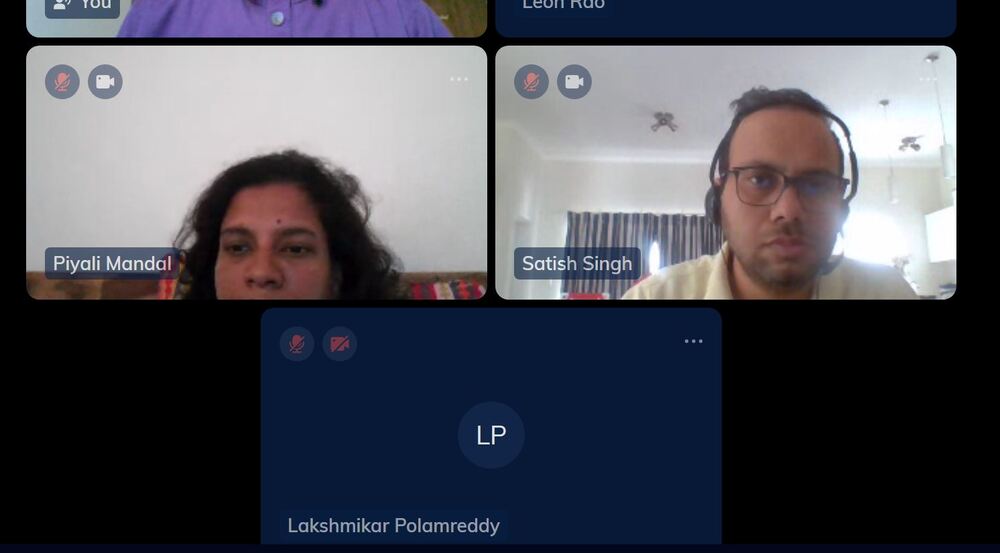 You
Leon Rao
Piyali Mandal
Satish Singh
LP
Lakshmikar Polamreddy